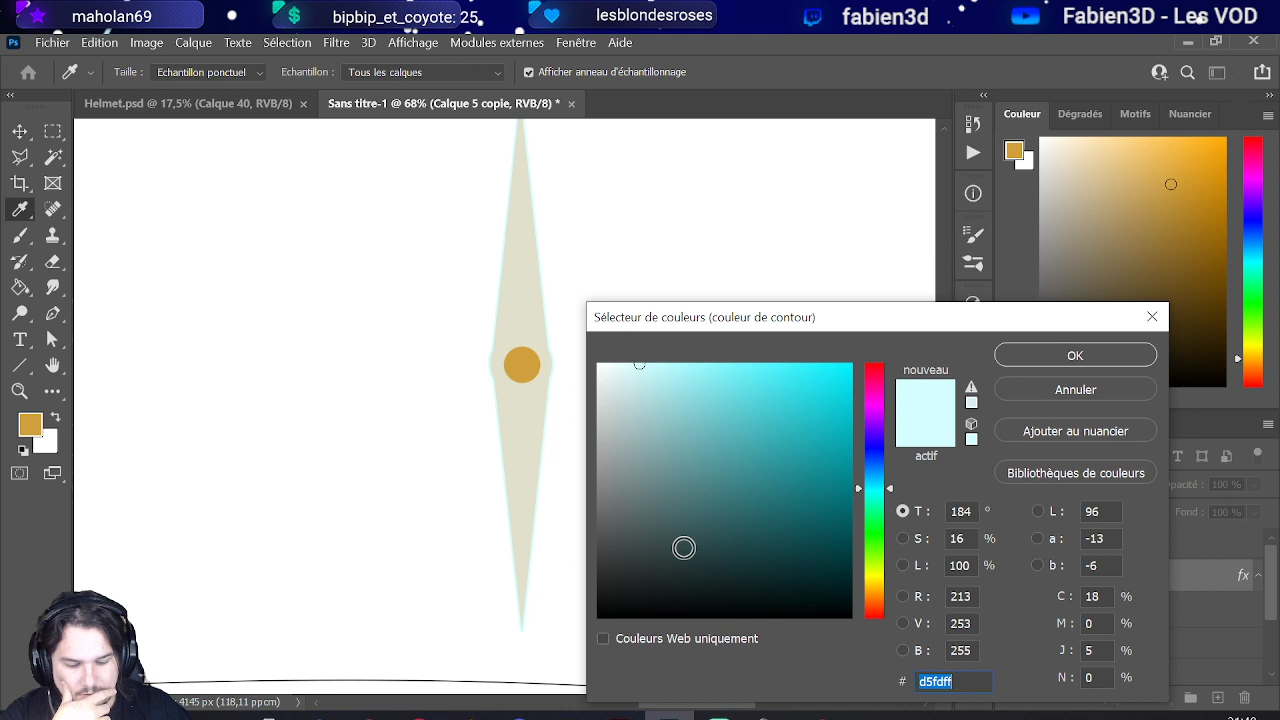 maholan69
bipbip_et_coyote: 25
lesblondesroses
fabien3d
Fabien3D - Les VOD
Ps Fichier Edition Image Calque Texte Sélection Filtre 3D Affichage Modules externes Fenêtre Aide
Taille : Echantillon ponctuel Echantillon : Tous les calques Afficher anneau d'échantillonnage
Helmet.psd @ 17,5% (Calque 40, RVB/8) Sans titre-1 @ 68% (Calque 5 copie, RVB/8) *
Couleur Dégradés Motifs Nuancier
Sélecteur de couleurs (couleur de contour)
nouveau
actif
OK
Annuler
Ajouter au nuancier
Bibliothèques de couleurs
T : 184 °
S : 16 %
L : 100 %
R : 213
V : 253
B : 255
# d5fdff
L : 96
a : -13
b : -6
C : 18 %
M : 0 %
J : 5 %
N : 0 %
Couleurs Web uniquement
100 %
Fond : 100 %
fx
4145 px (118,11 ppcm)